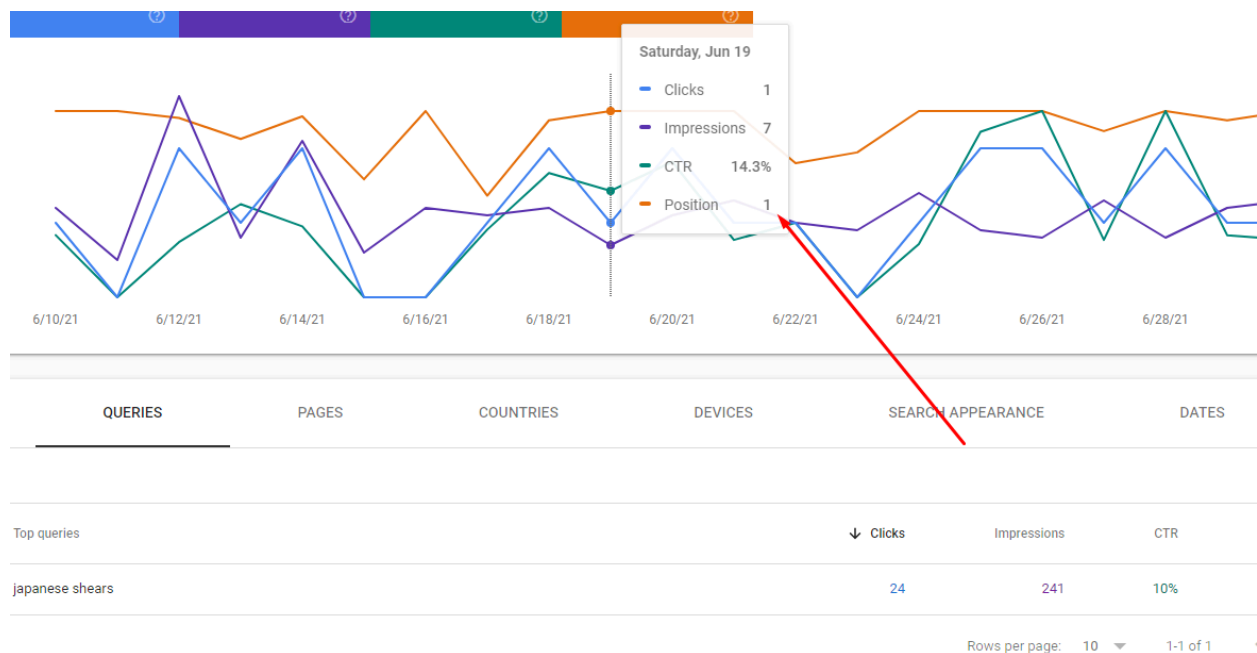 Saturday, Jun 19
Clicks 1
Impressions 7
CTR 14.3%
Position 1
6/10/21 6/12/21 6/14/21 6/16/21 6/18/21 6/20/21 6/22/21 6/24/21 6/26/21 6/28/21
QUERIES PAGES COUNTRIES DEVICES SEARCH APPEARANCE DATES
Top queries Clicks Impressions CTR
japanese shears 24 241 10%
Rows per page: 10 1-1 of 1